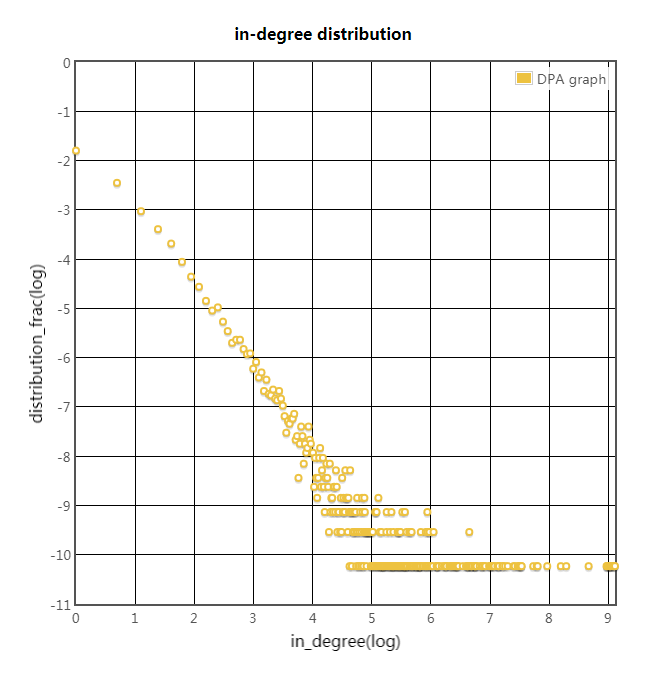 in-degree distribution
DPA graph
0
-1
-2
-3
-4
-5
-6
-7
-8
-9
-10
-11
distribution_frac(log)
0 1 2 3 4 5 6 7 8 9
in_degree(log)